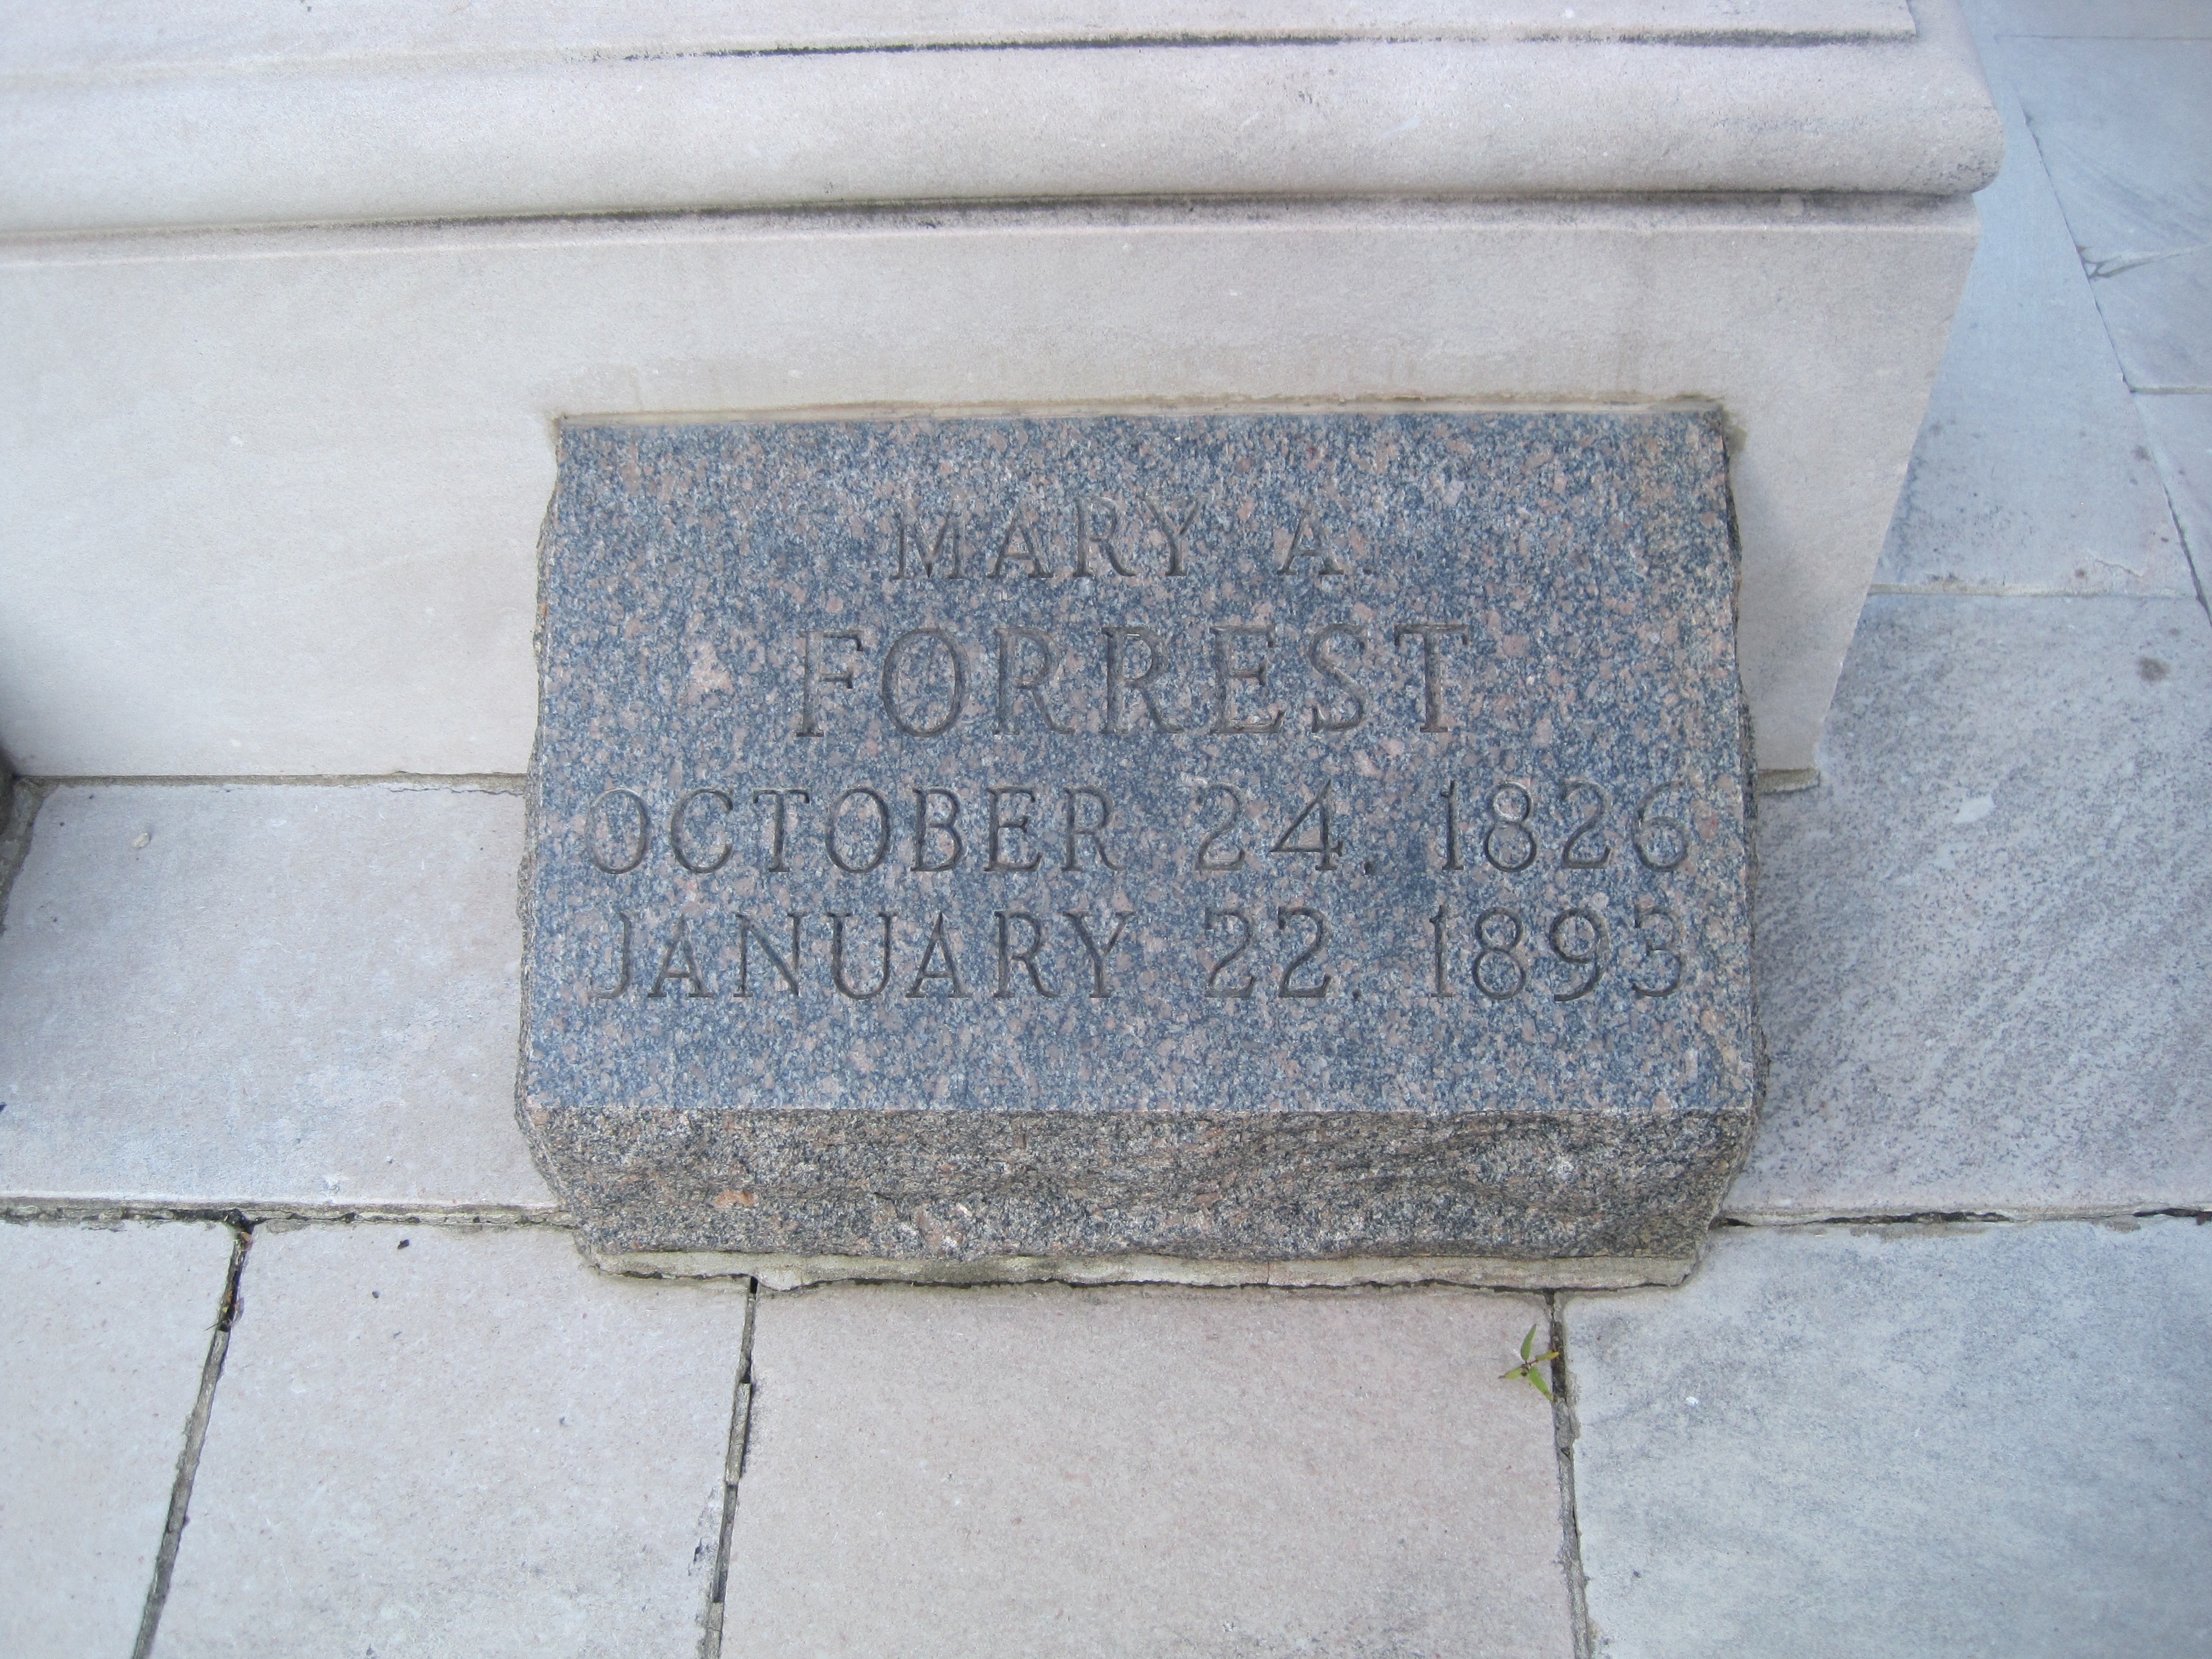 MARY A.
FORREST
OCTOBER 24, 1826
JANUARY 22, 1893